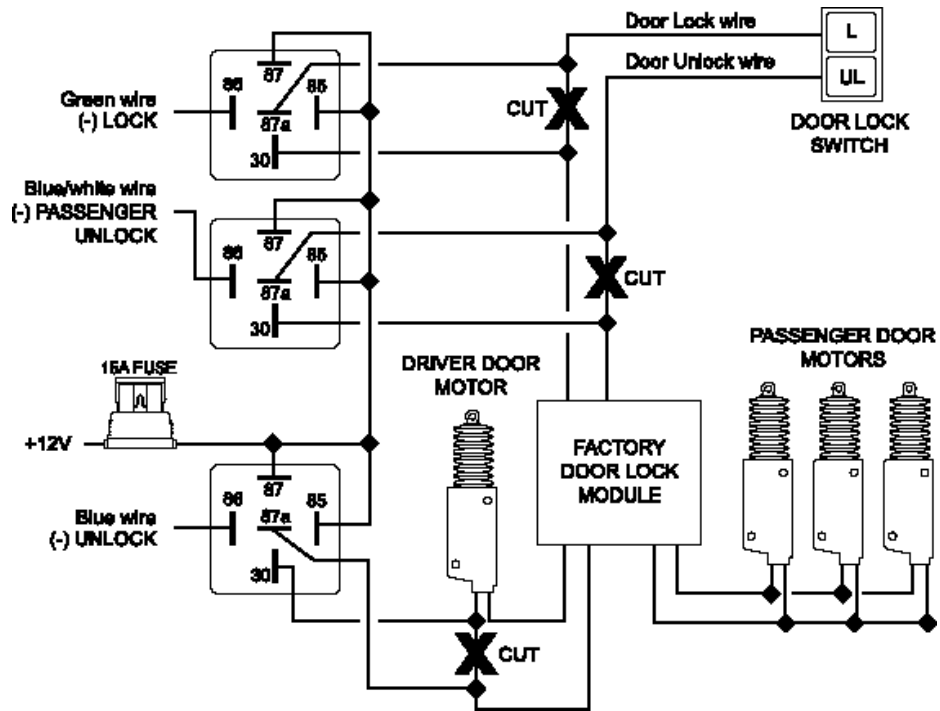 Door Lock wire
L
Door Unlock wire
UL
DOOR LOCK
SWITCH
CUT
Green wire
(-) LOCK
86
87
85
87a
30
Blue/white wire
(-) PASSENGER
UNLOCK
86
87
85
87a
30
CUT
15A FUSE
+12V
DRIVER DOOR
MOTOR
PASSENGER DOOR
MOTORS
FACTORY
DOOR LOCK
MODULE
Blue wire
(-) UNLOCK
86
87
85
87a
30
CUT